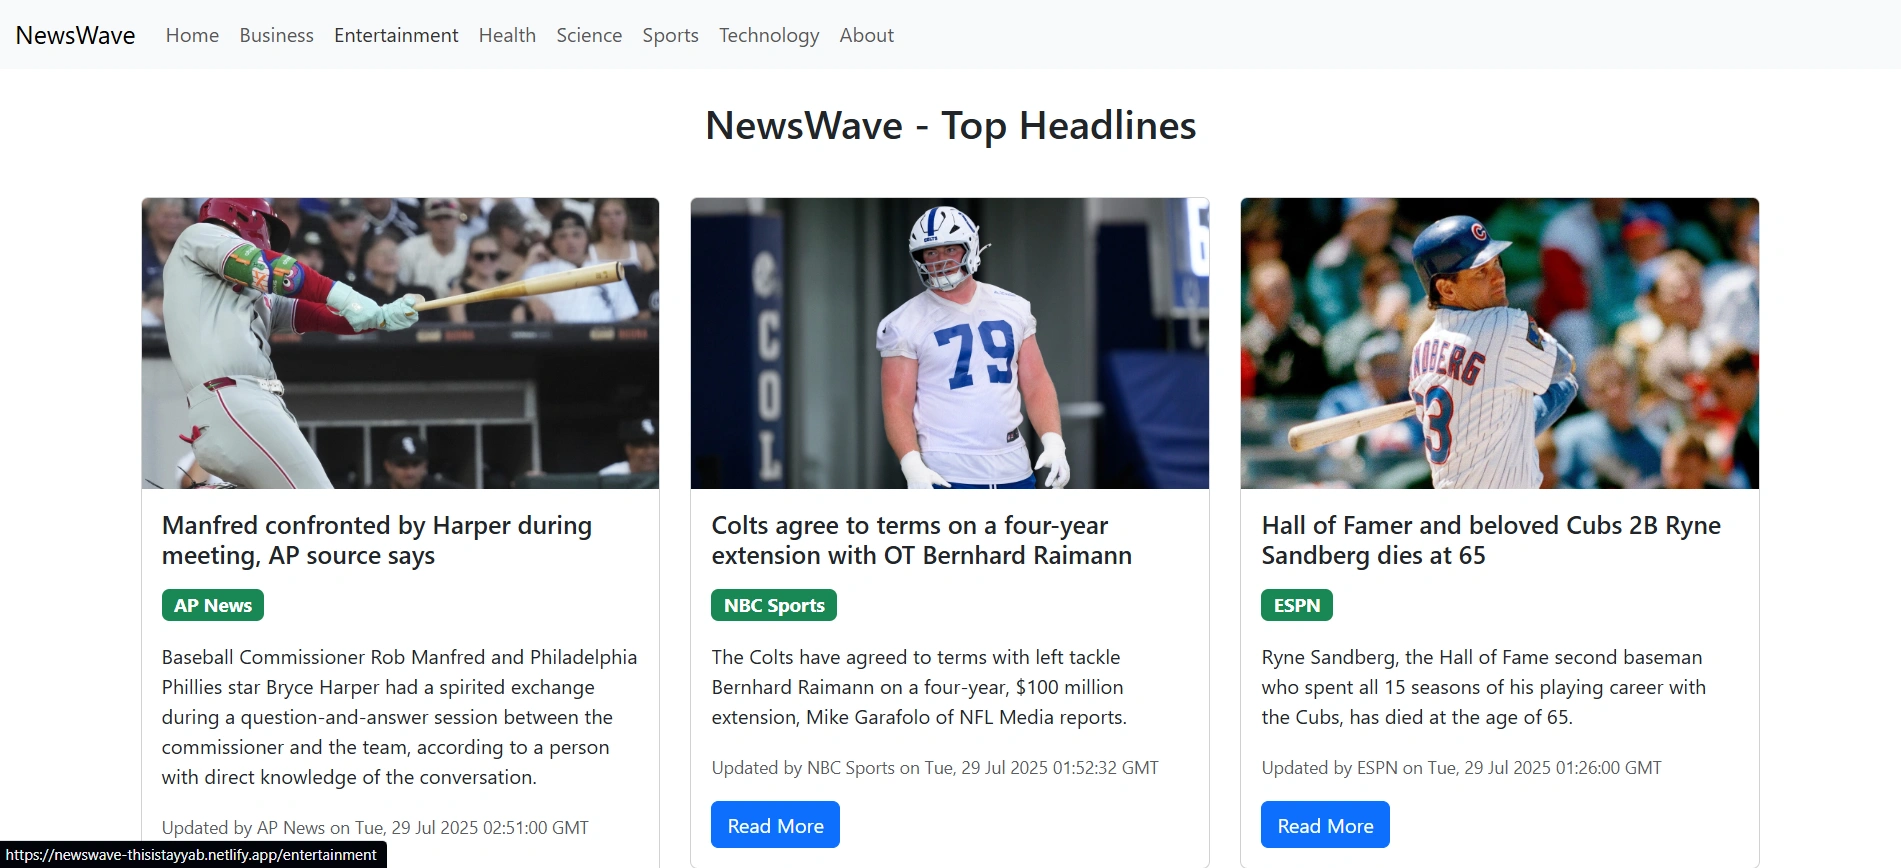 NewsWave Home Business Entertainment Health Science Sports Technology About
NewsWave - Top Headlines
COL
COLTS
79
C
NDBERG
23
Manfred confronted by Harper during
meeting, AP source says
AP News
Baseball Commissioner Rob Manfred and Philadelphia
Phillies star Bryce Harper had a spirited exchange
during a question-and-answer session between the
commissioner and the team, according to a person
with direct knowledge of the conversation.
Updated by AP News on Tue, 29 Jul 2025 02:51:00 GMT
Colts agree to terms on a four-year
extension with OT Bernhard Raimann
NBC Sports
The Colts have agreed to terms with left tackle
Bernhard Raimann on a four-year, $100 million
extension, Mike Garafolo of NFL Media reports.
Updated by NBC Sports on Tue, 29 Jul 2025 01:52:32 GMT
Read More
Hall of Famer and beloved Cubs 2B Ryne
Sandberg dies at 65
ESPN
Ryne Sandberg, the Hall of Fame second baseman
who spent all 15 seasons of his playing career with
the Cubs, has died at the age of 65.
Updated by ESPN on Tue, 29 Jul 2025 01:26:00 GMT
Read More
https://newswave-thisistayyab.netlify.app/entertainment